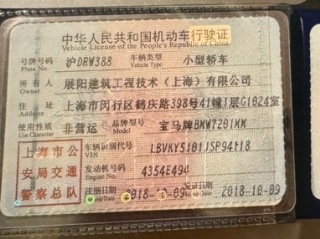 中华人民共和国机动车行驶证
Vehicle License of the People's Republic of China
号牌号码 沪DRW388 车辆类型 小型轿车
Plate No. Vehicle Type
所有人 展阳建筑工程技术（上海）有限公司
Owner
住址 上海市闵行区鹤庆路398号41幢1层G1024室
Address
使用性质 非营运 品牌型号 宝马牌BMW7201MM
Use Character Model
上海市公 车辆识别代号 LBVKY5101JSP94118
VIN
安局交通 发动机号码 4354E494
Engine No.
警察总队 注册日期 2018-10-09 发证日期 2018-10-09